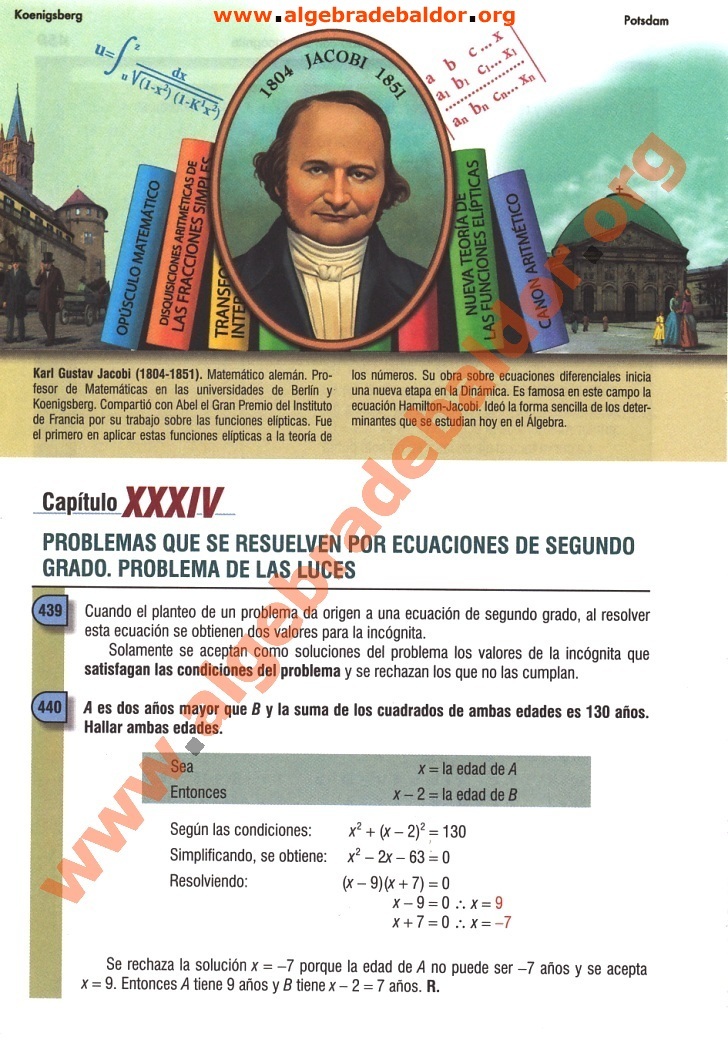 www.algebradebaldor.org
Koenigsberg
Potsdam
1804 JACOBI 1851
OPÚSCULO MATEMÁTICO
DISQUISICIONES ARITMÉTICAS DE
LAS FRACCIONES SIMPLES
NUEVA TEORÍA DE
LAS FUNCIONES ELÍPTICAS
CANON ARITMÉTICO
Karl Gustav Jacobi (1804-1851). Matemático alemán. Pro-
fesor de Matemáticas en las universidades de Berlín y
Koenigsberg. Compartió con Abel el Gran Premio del Instituto
de Francia por su trabajo sobre las funciones elípticas. Fue
el primero en aplicar estas funciones elípticas a la teoría de
los números. Su obra sobre ecuaciones diferenciales inicia
una nueva etapa en la Dinámica. Es famosa en este campo la
ecuación Hamilton-Jacobi. Ideó la forma sencilla de los deter-
minantes que se estudian hoy en el Álgebra.
Capítulo XXXIV
PROBLEMAS QUE SE RESUELVEN POR ECUACIONES DE SEGUNDO
GRADO. PROBLEMA DE LAS LUCES
439 Cuando el planteo de un problema da origen a una ecuación de segundo grado, al resolver
esta ecuación se obtienen dos valores para la incógnita.
Solamente se aceptan como soluciones del problema los valores de la incógnita que
satisfagan las condiciones del problema y se rechazan los que no las cumplan.
440 A es dos años mayor que B y la suma de los cuadrados de ambas edades es 130 años.
Hallar ambas edades.
Sea x = la edad de A
Entonces x – 2 = la edad de B
Según las condiciones: x² + (x – 2)² = 130
Simplificando, se obtiene: x² – 2x – 63 = 0
Resolviendo: (x – 9)(x + 7) = 0
x – 9 = 0 ∴ x = 9
x + 7 = 0 ∴ x = –7
Se rechaza la solución x = –7 porque la edad de A no puede ser –7 años y se acepta
x = 9. Entonces A tiene 9 años y B tiene x – 2 = 7 años. R.
www.algebradebaldor.org